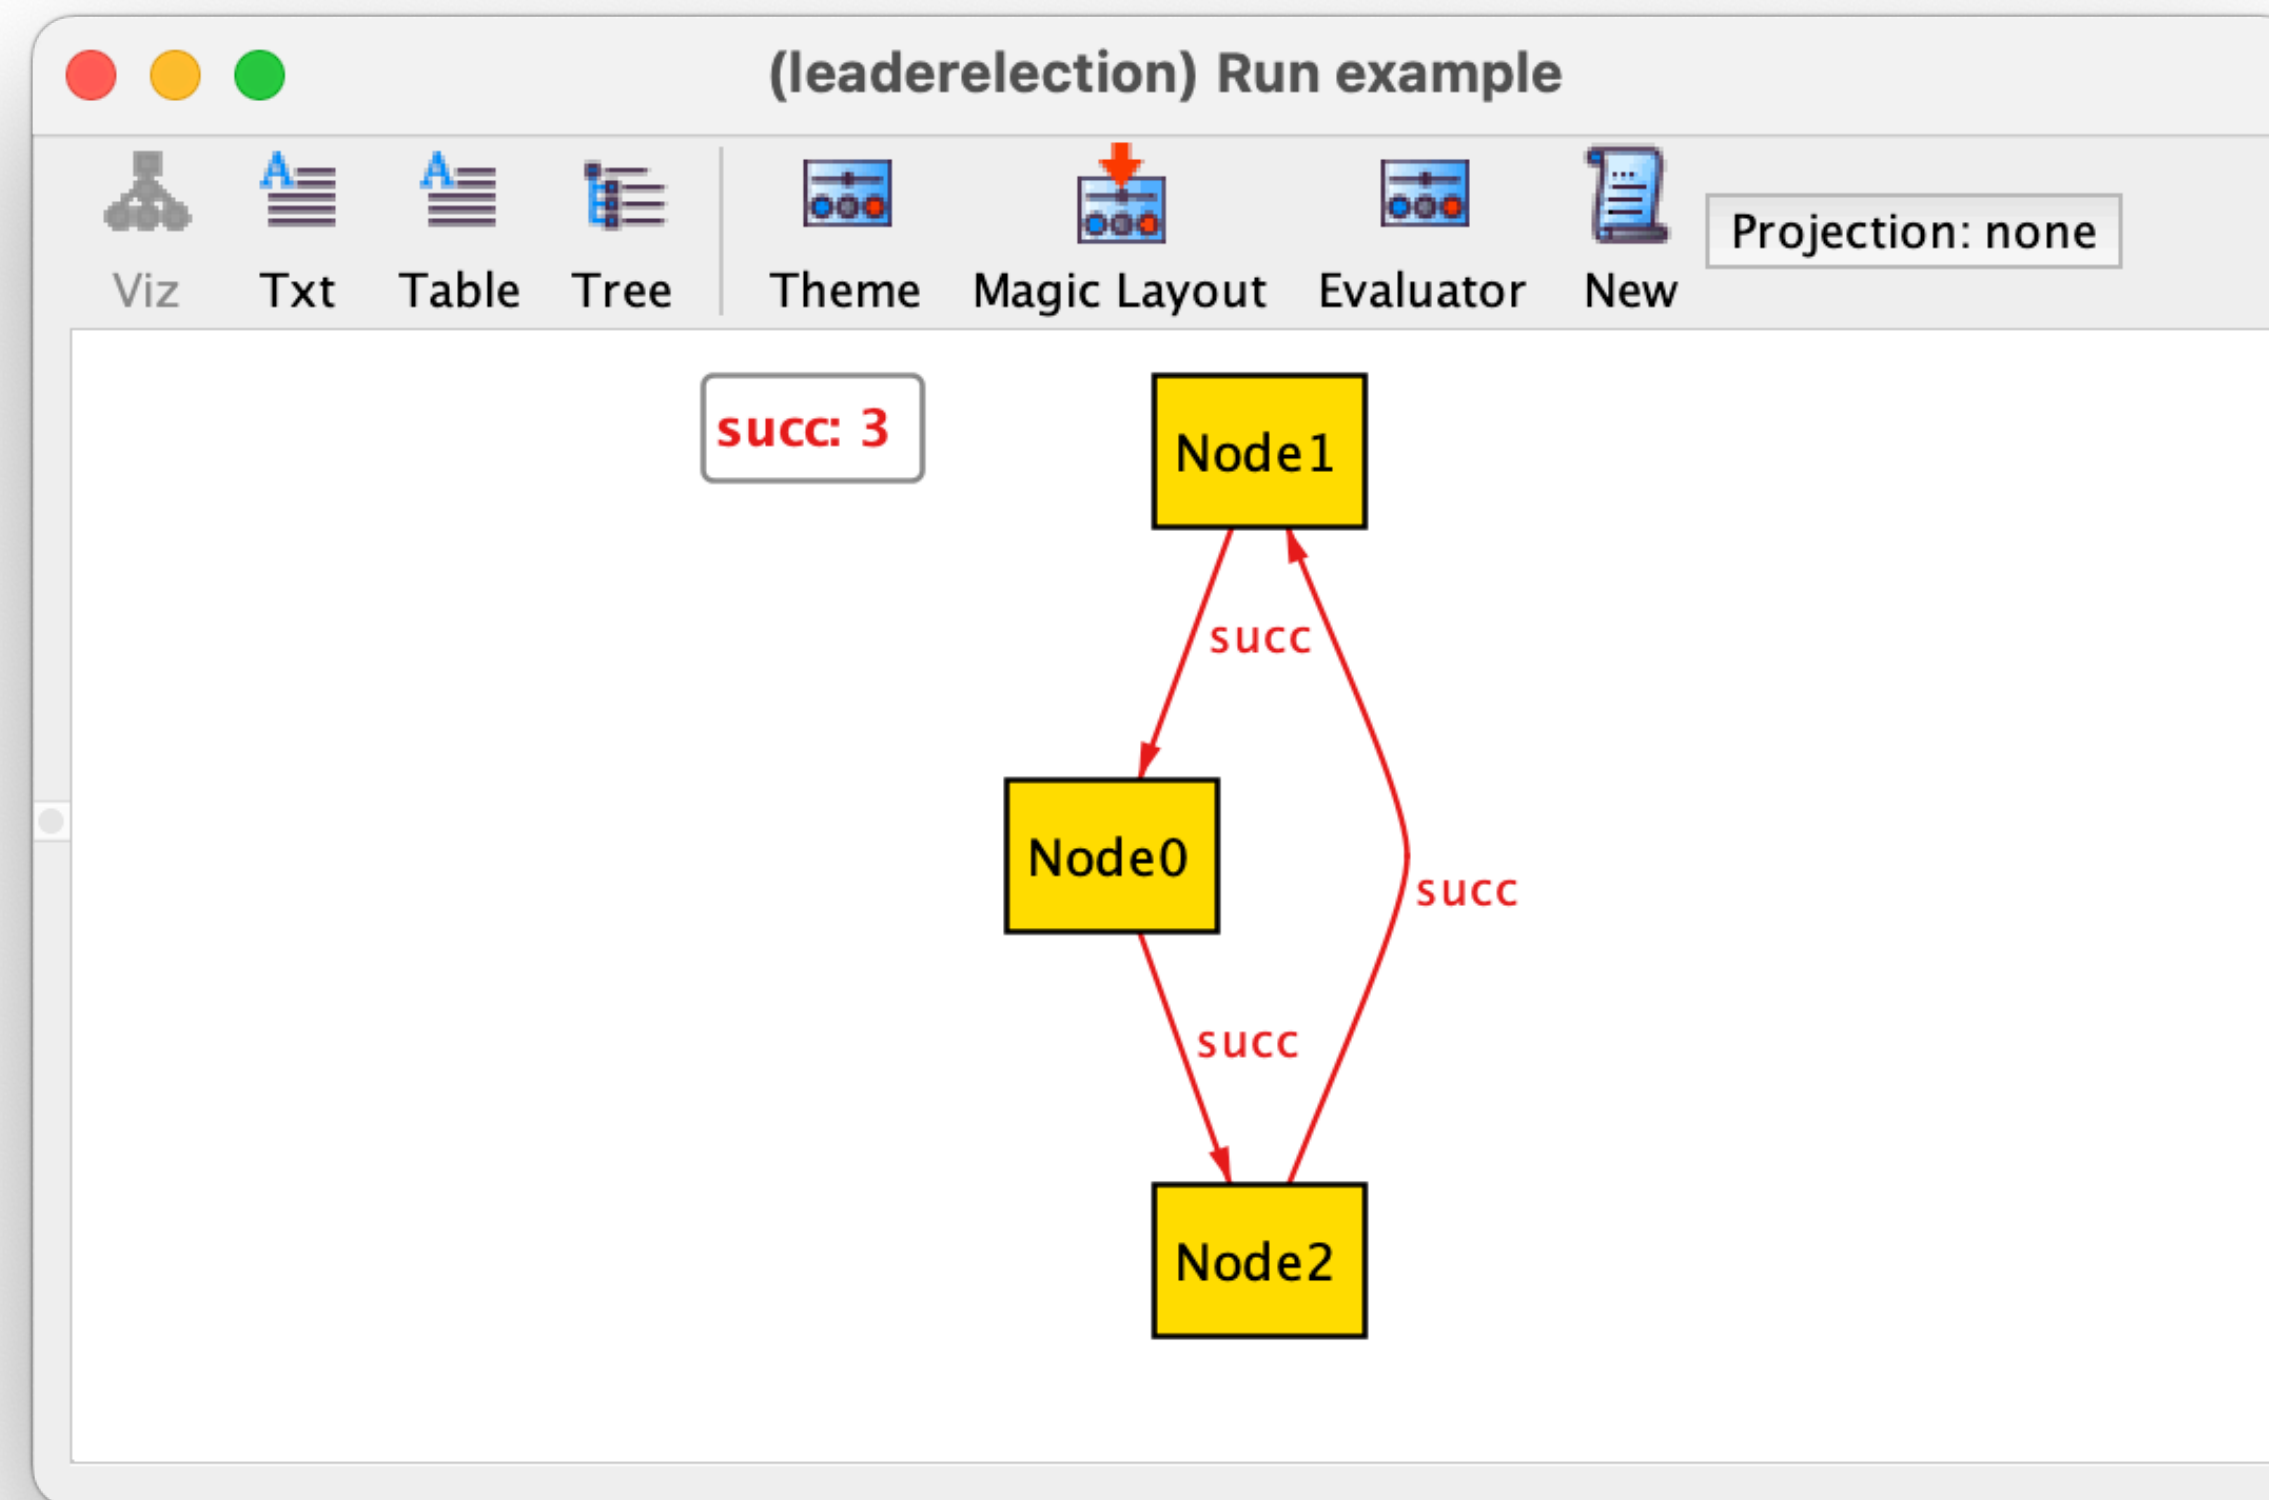 (leaderelection) Run example
Viz Txt Table Tree Theme Magic Layout Evaluator New Projection: none
succ: 3
Node1
succ
Node0
succ
succ
Node2